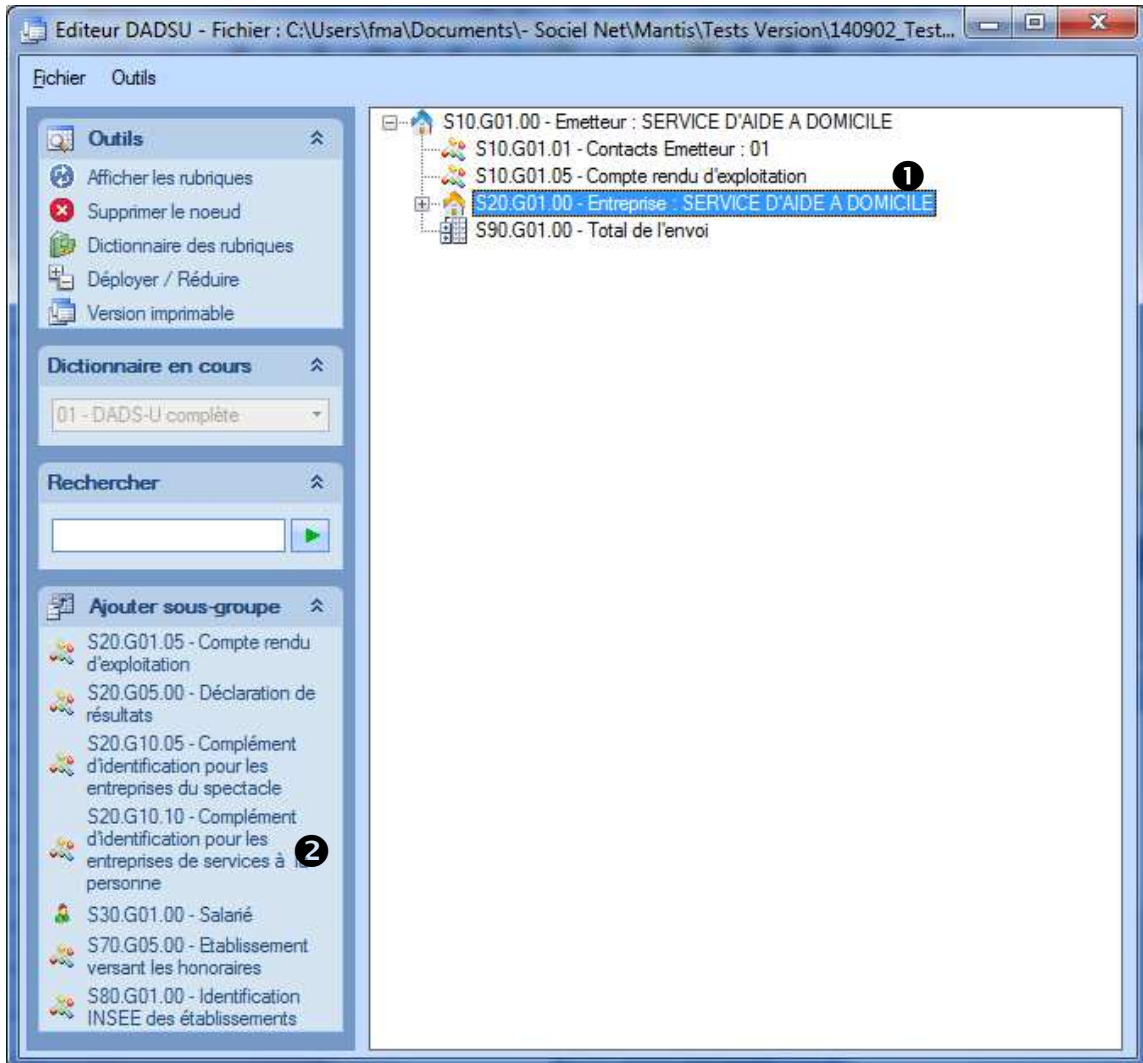 Editeur DADSU - Fichier : C:\Users\fma\Documents\- Sociel Net\Mantis\Tests Version\140902_Test...
Fichier Outils
Outils
Afficher les rubriques
Supprimer le noeud
Dictionnaire des rubriques
Déployer / Réduire
Version imprimable
Dictionnaire en cours
01 - DADS-U complète
Rechercher
Ajouter sous-groupe
S20.G01.05 - Compte rendu
d'exploitation
S20.G05.00 - Déclaration de
résultats
S20.G10.05 - Complément
d'identification pour les
entreprises du spectacle
S20.G10.10 - Complément
d'identification pour les
entreprises de services à la
personne
❷
S30.G01.00 - Salarié
S70.G05.00 - Etablissement
versant les honoraires
S80.G01.00 - Identification
INSEE des établissements
S10.G01.00 - Emetteur : SERVICE D'AIDE A DOMICILE
S10.G01.01 - Contacts Emetteur : 01
S10.G01.05 - Compte rendu d'exploitation
❶
S20.G01.00 - Entreprise : SERVICE D'AIDE A DOMICILE
S90.G01.00 - Total de l'envoi